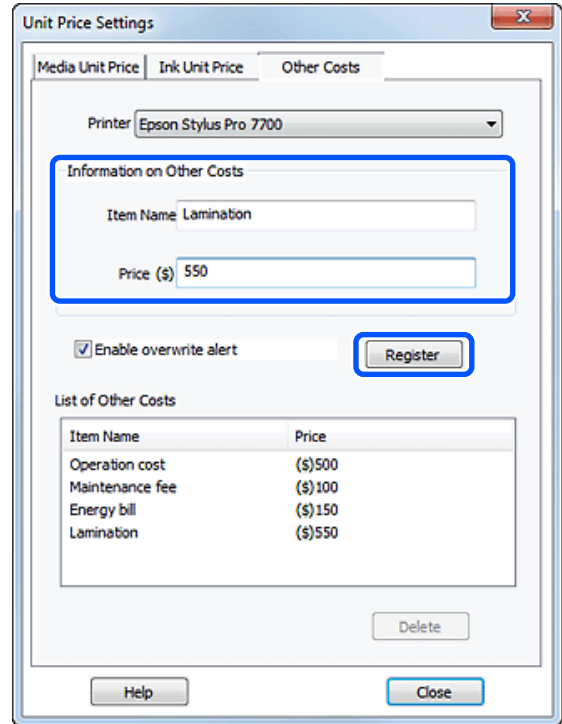 Unit Price Settings
Media Unit Price Ink Unit Price Other Costs
Printer Epson Stylus Pro 7700
Information on Other Costs
Item Name Lamination
Price ($) 550
Enable overwrite alert Register
List of Other Costs
Item Name Price
Operation cost ($)500
Maintenance fee ($)100
Energy bill ($)150
Lamination ($)550
Delete
Help Close